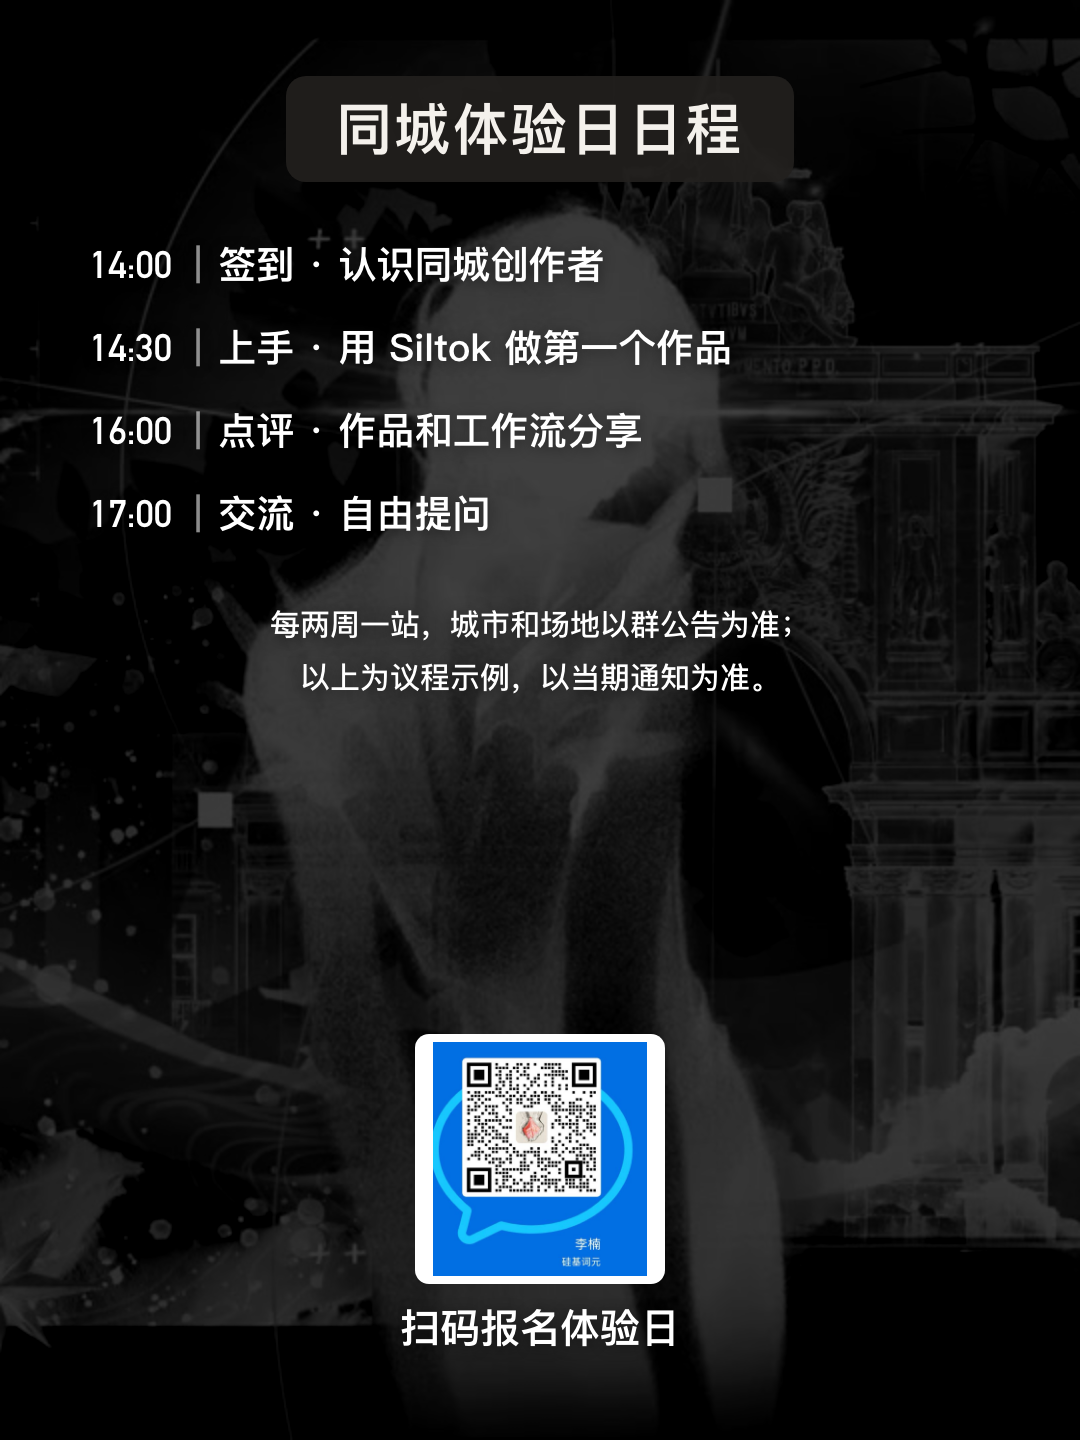 同城体验日日程
14:00 | 签到 · 认识同城创作者
14:30 | 上手 · 用 Siltok 做第一个作品
16:00 | 点评 · 作品和工作流分享
17:00 | 交流 · 自由提问
每两周一站，城市和场地以群公告为准；
以上为议程示例，以当期通知为准。
李楠
硅基词元
扫码报名体验日